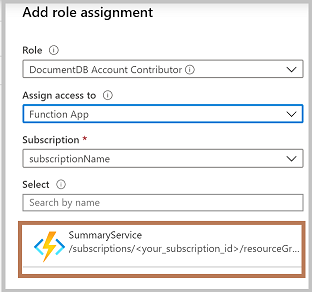 Add role assignment
Role
DocumentDB Account Contributor
Assign access to
Function App
Subscription *
subscriptionName
Select
Search by name
SummaryService
/subscriptions/<your_subscription_id>/resourceGr...